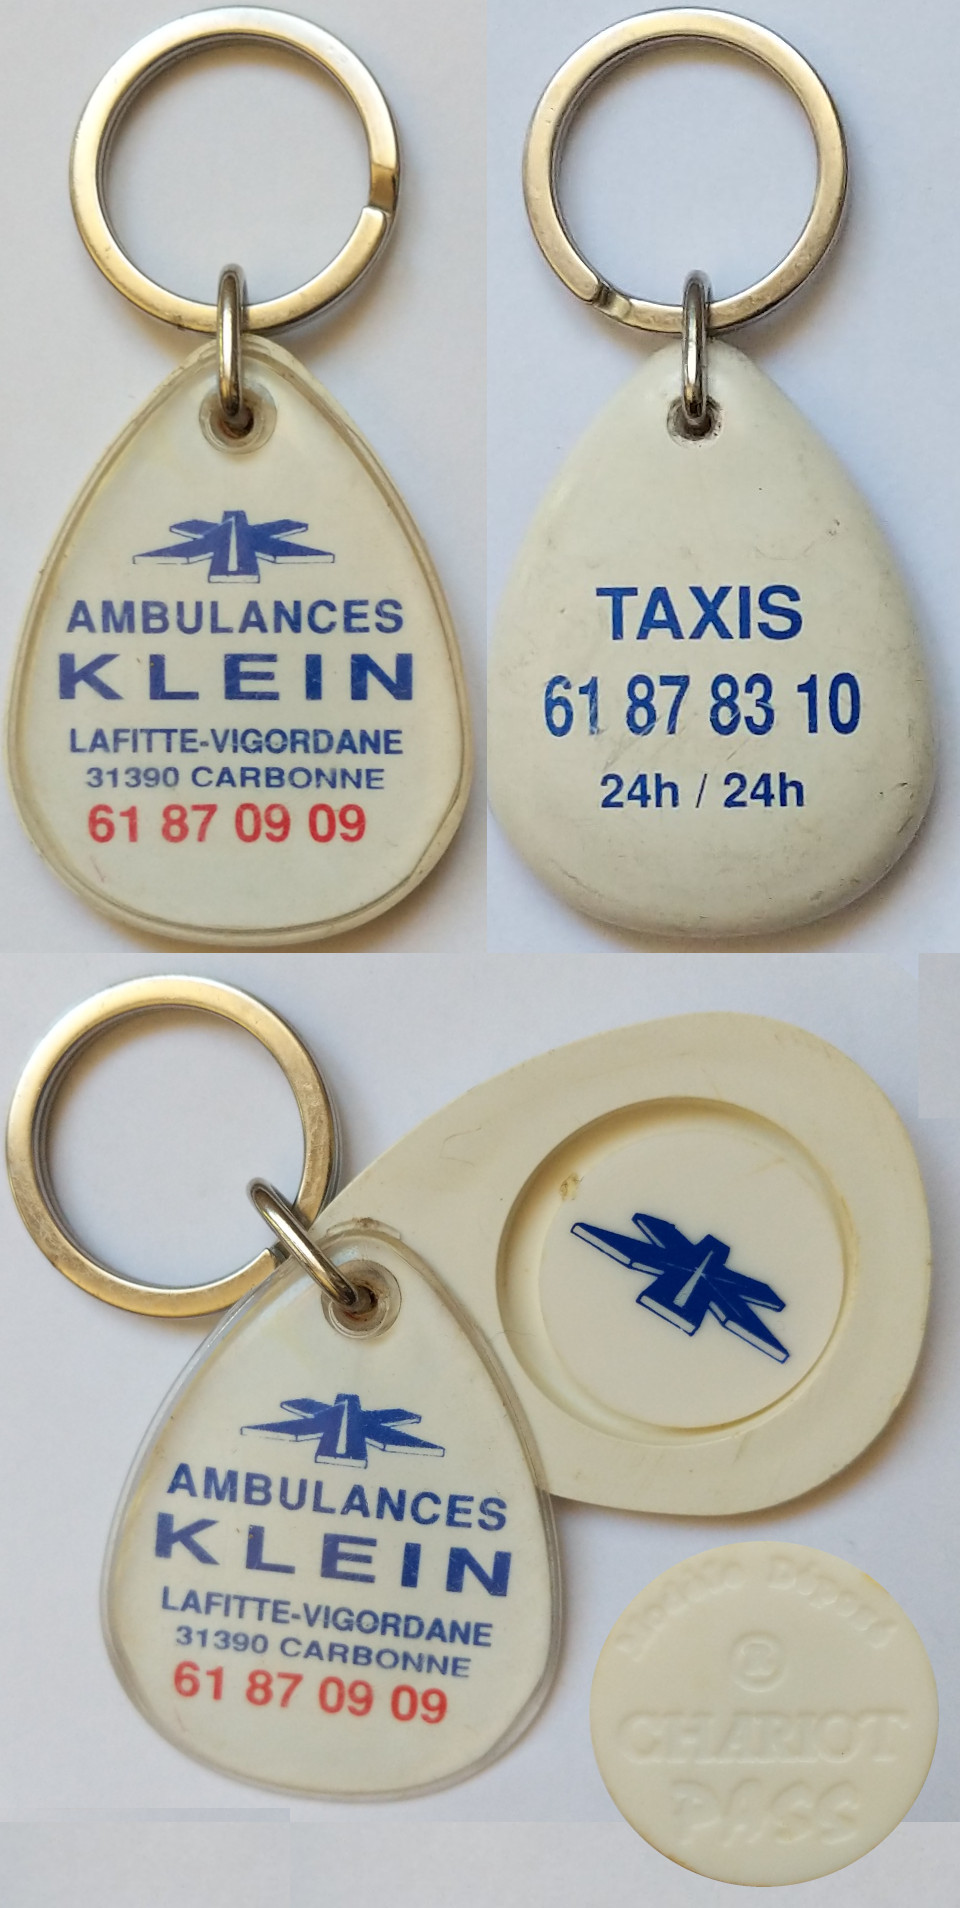 AMBULANCES
KLEIN
LAFITTE-VIGORDANE
31390 CARBONNE
61 87 09 09
TAXIS
61 87 83 10
24h / 24h
AMBULANCES
KLEIN
LAFITTE-VIGORDANE
31390 CARBONNE
61 87 09 09
Modèle Déposé
CHARIOT
PASS